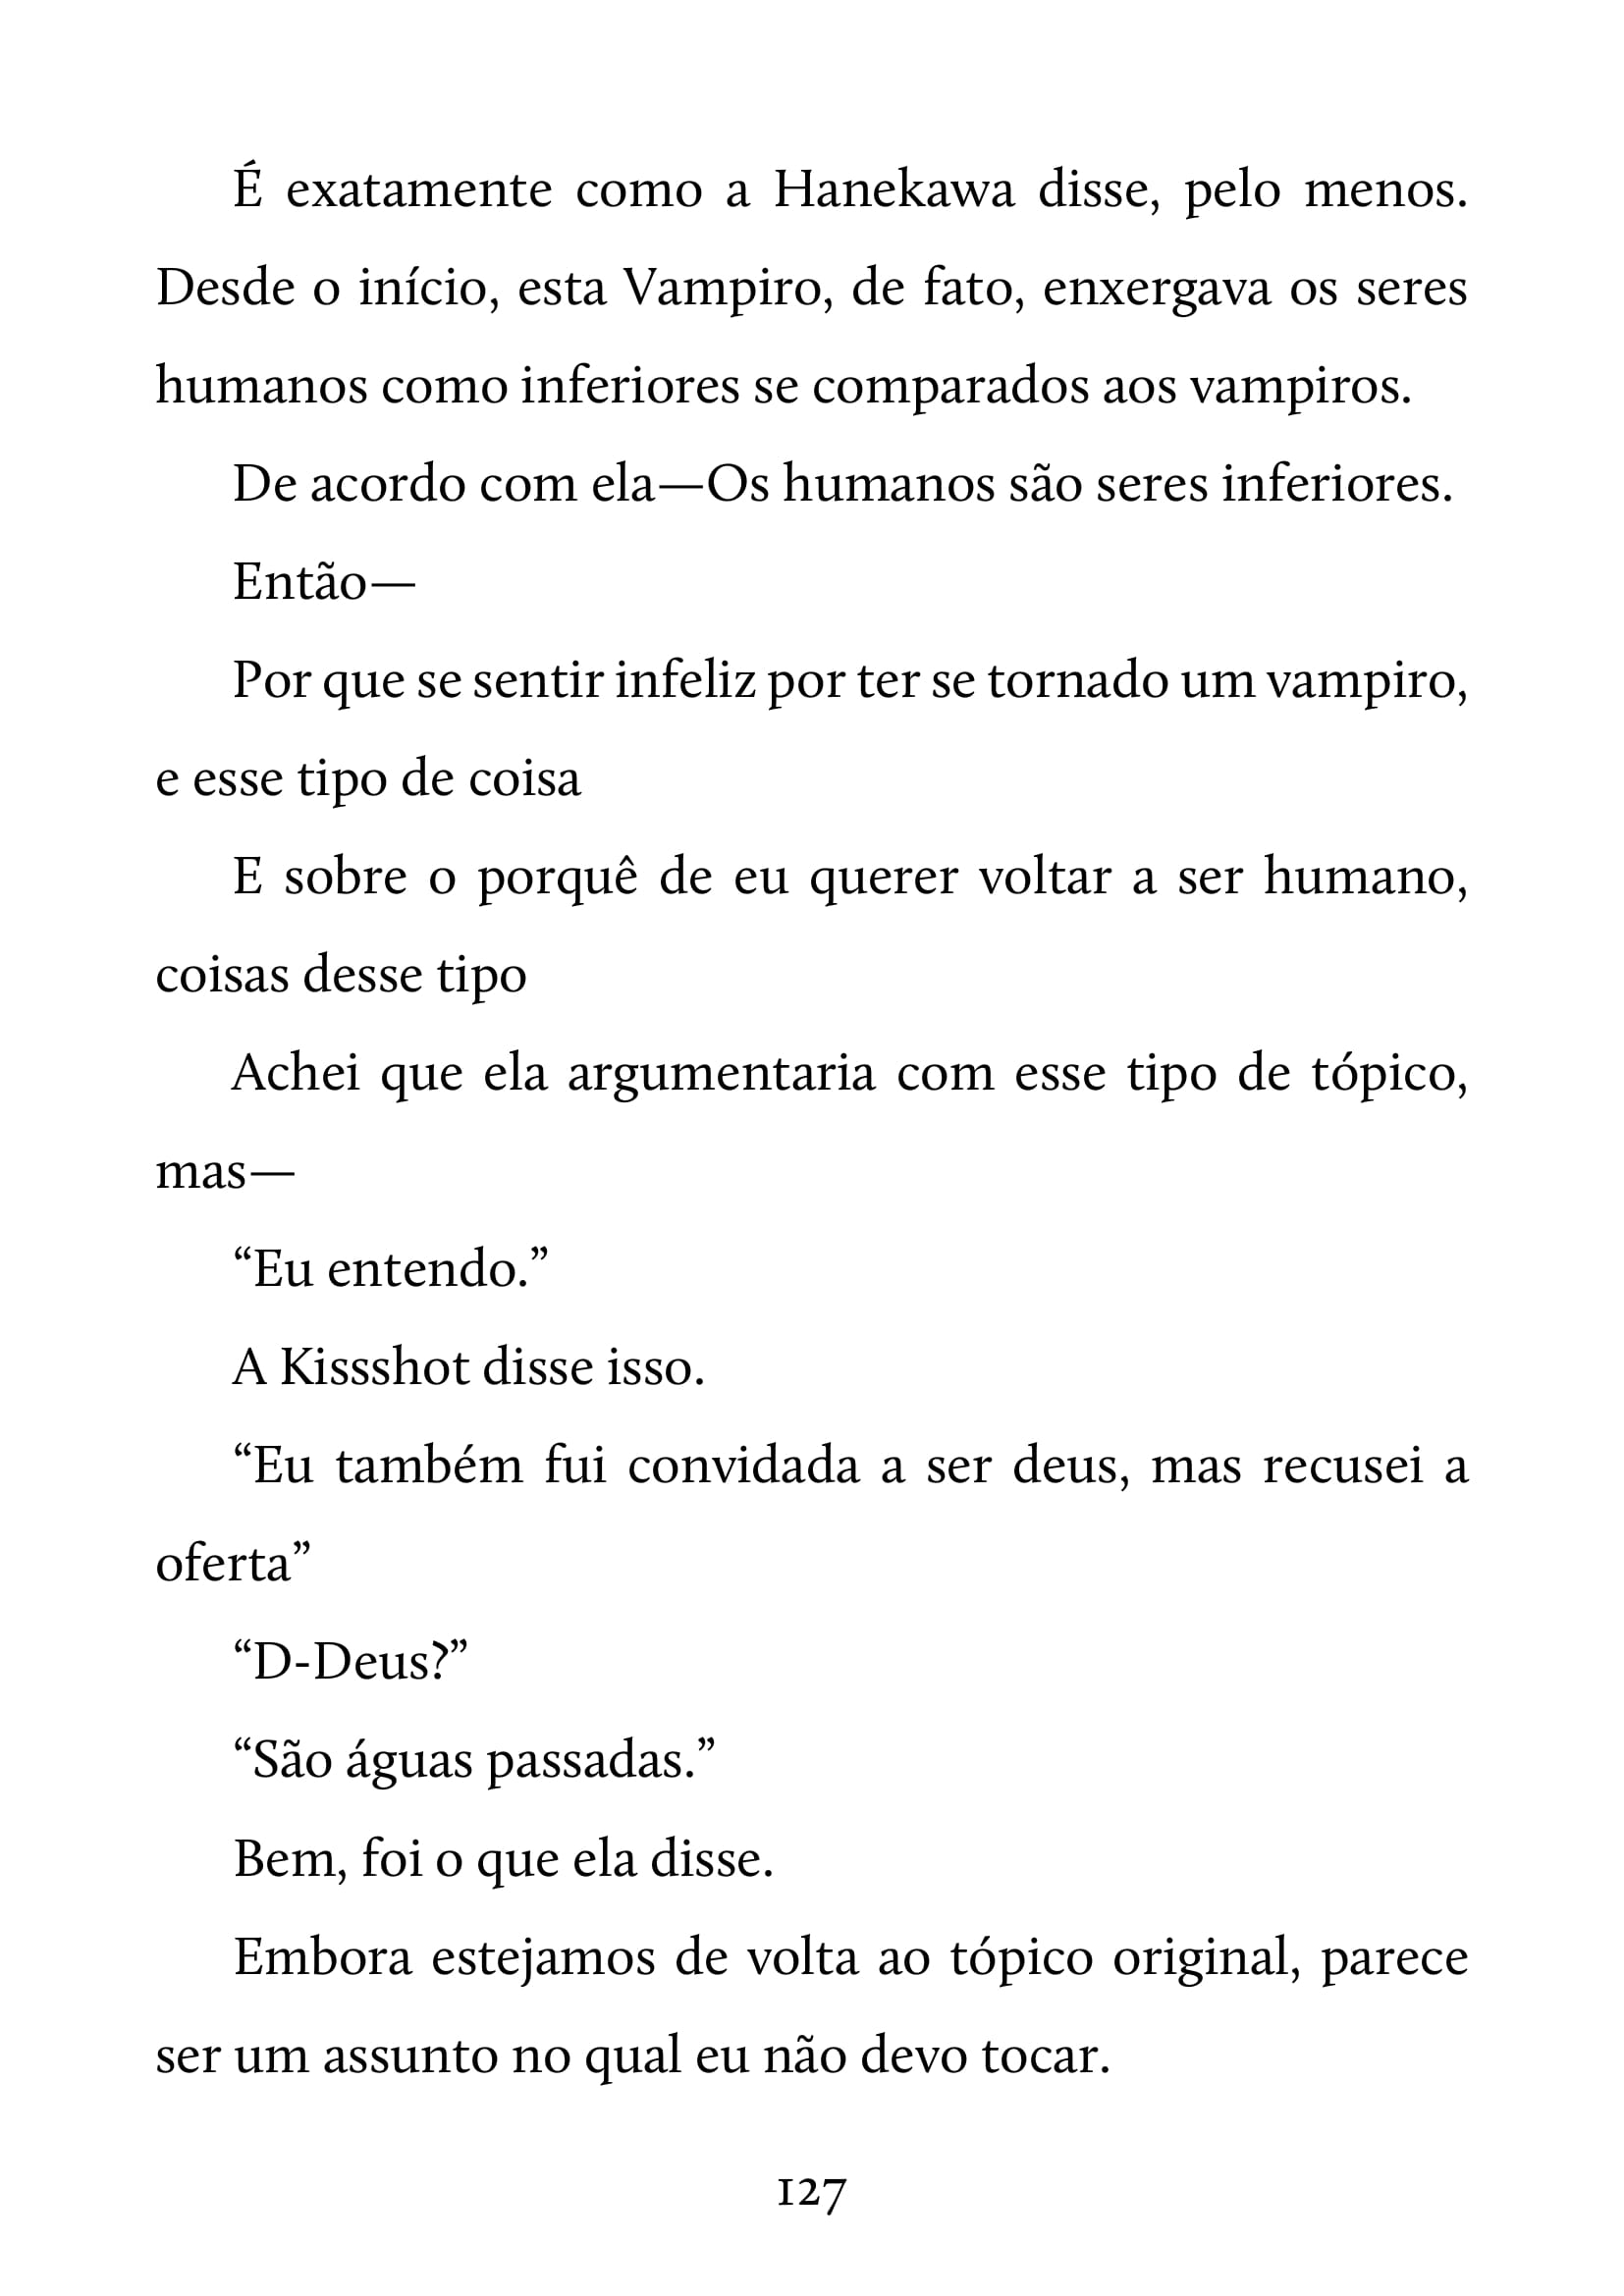 É exatamente como a Hanekawa disse, pelo menos.
Desde o início, esta Vampiro, de fato, enxergava os seres
humanos como inferiores se comparados aos vampiros.
De acordo com ela—Os humanos são seres inferiores.
Então—
Por que se sentir infeliz por ter se tornado um vampiro,
e esse tipo de coisa
E sobre o porquê de eu querer voltar a ser humano,
coisas desse tipo
Achei que ela argumentaria com esse tipo de tópico,
mas—
“Eu entendo.”
A Kissshot disse isso.
“Eu também fui convidada a ser deus, mas recusei a
oferta”
“D-Deus?”
“São águas passadas.”
Bem, foi o que ela disse.
Embora estejamos de volta ao tópico original, parece
ser um assunto no qual eu não devo tocar.
127